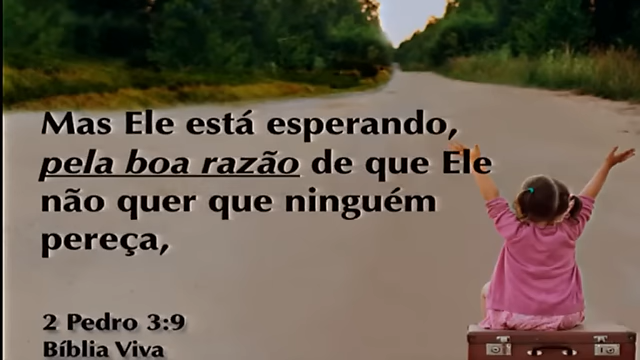 Mas Ele está esperando,
pela boa razão de que Ele
não quer que ninguém
pereça,
2 Pedro 3:9
Bíblia Viva